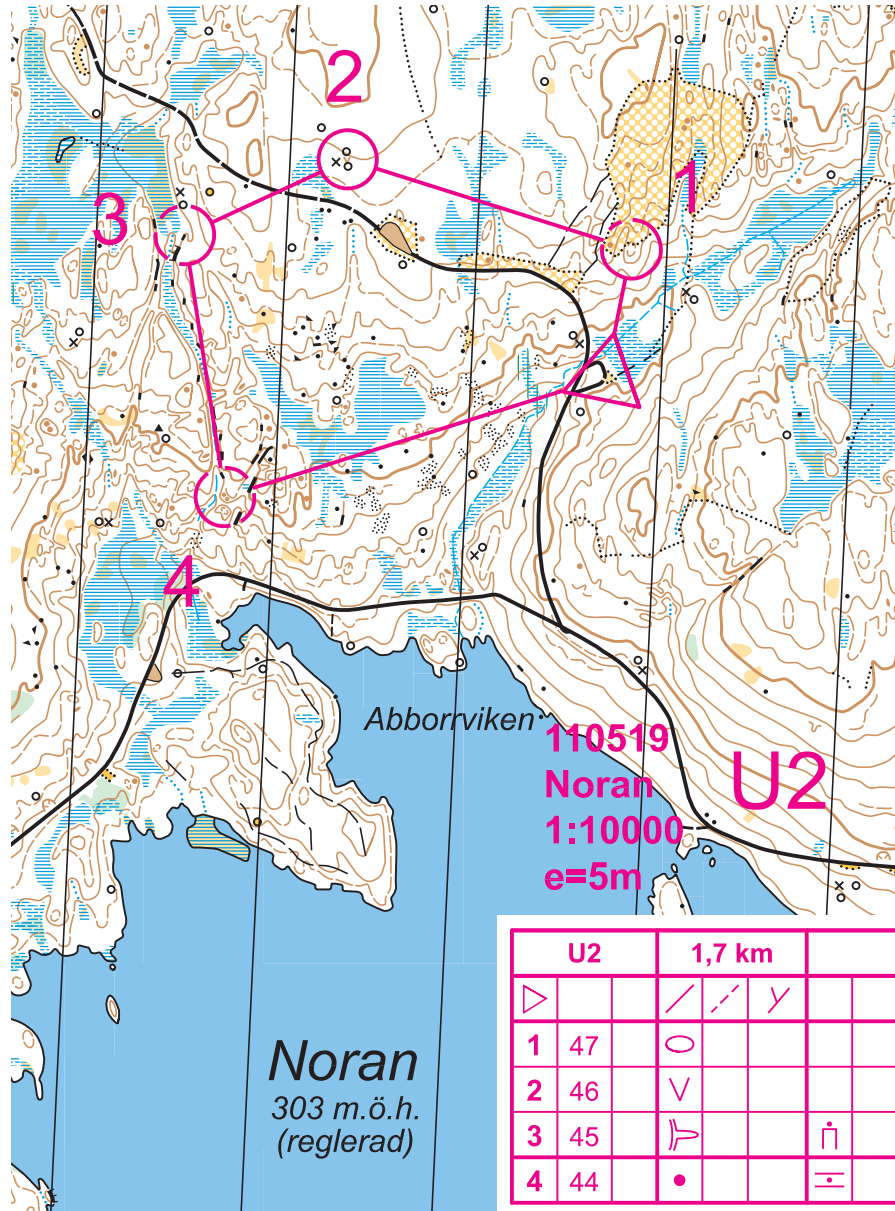 2
1
3
4
Abborrviken
110519
Noran
1:10000
e=5m
U2
Noran
303 m.ö.h.
(reglerad)
U2 1,7 km
1 47
2 46
3 45
4 44